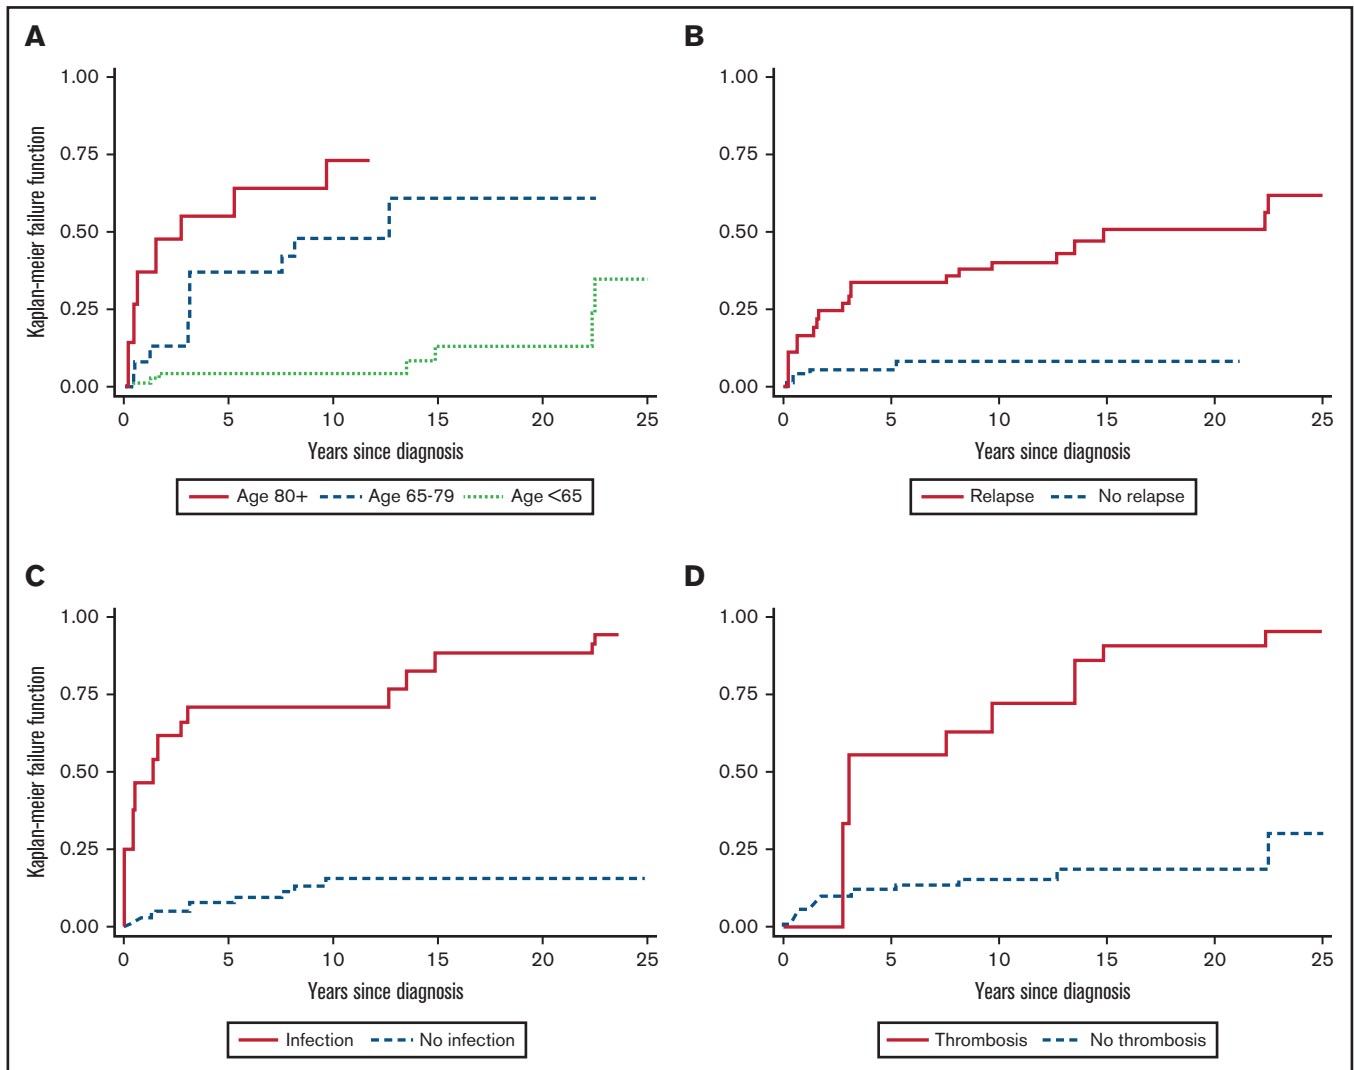 A
Kaplan-meier failure function
1.00
0.75
0.50
0.25
0.00
0 5 10 15 20 25
Years since diagnosis
Age 80+ Age 65-79 Age <65
B
1.00
0.75
0.50
0.25
0.00
0 5 10 15 20 25
Years since diagnosis
Relapse No relapse
C
Kaplan-meier failure function
1.00
0.75
0.50
0.25
0.00
0 5 10 15 20 25
Years since diagnosis
Infection No infection
D
1.00
0.75
0.50
0.25
0.00
0 5 10 15 20 25
Years since diagnosis
Thrombosis No thrombosis